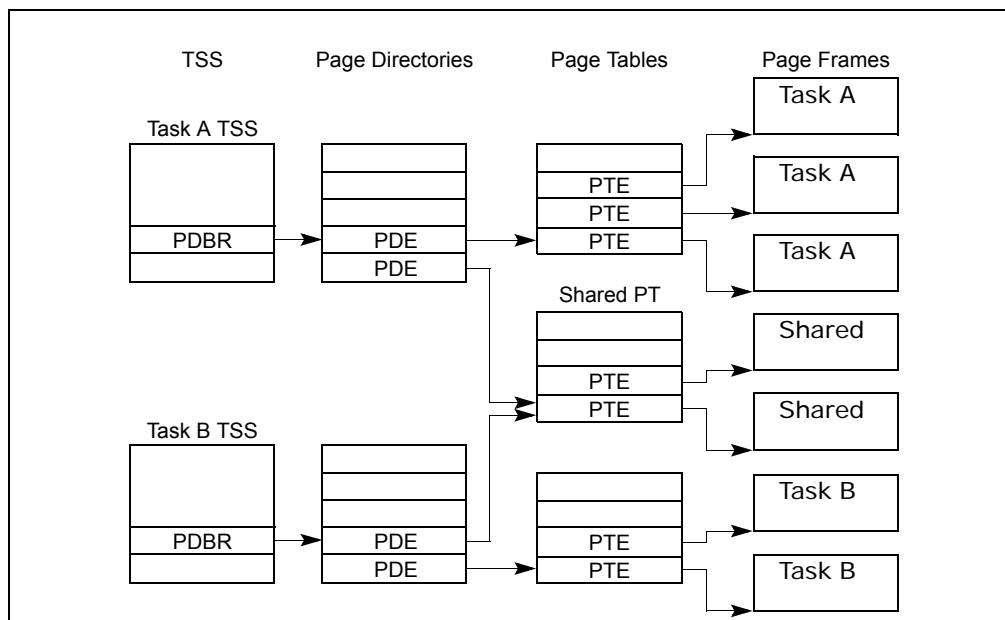 TSS Page Directories Page Tables Page Frames
Task A
Task A TSS
PTE
Task A
PTE
PDBR PDE PTE
Task A
PDE
Shared PT
Shared
PTE
PTE
Shared
Task B TSS
Task B
PDBR PDE PTE
PDE PTE
Task B